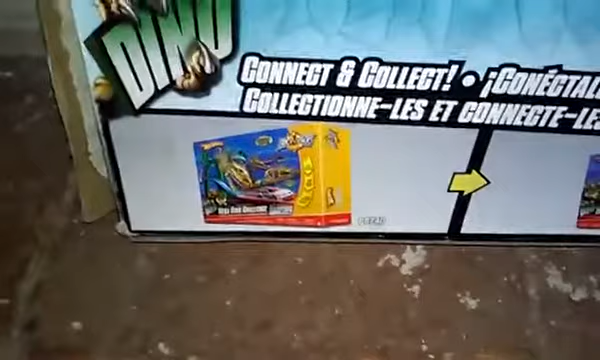 DINO
CONNECT & COLLECT! • ¡CONÉCTAL
COLLECTIONNE-LES ET CONNECTE-LE